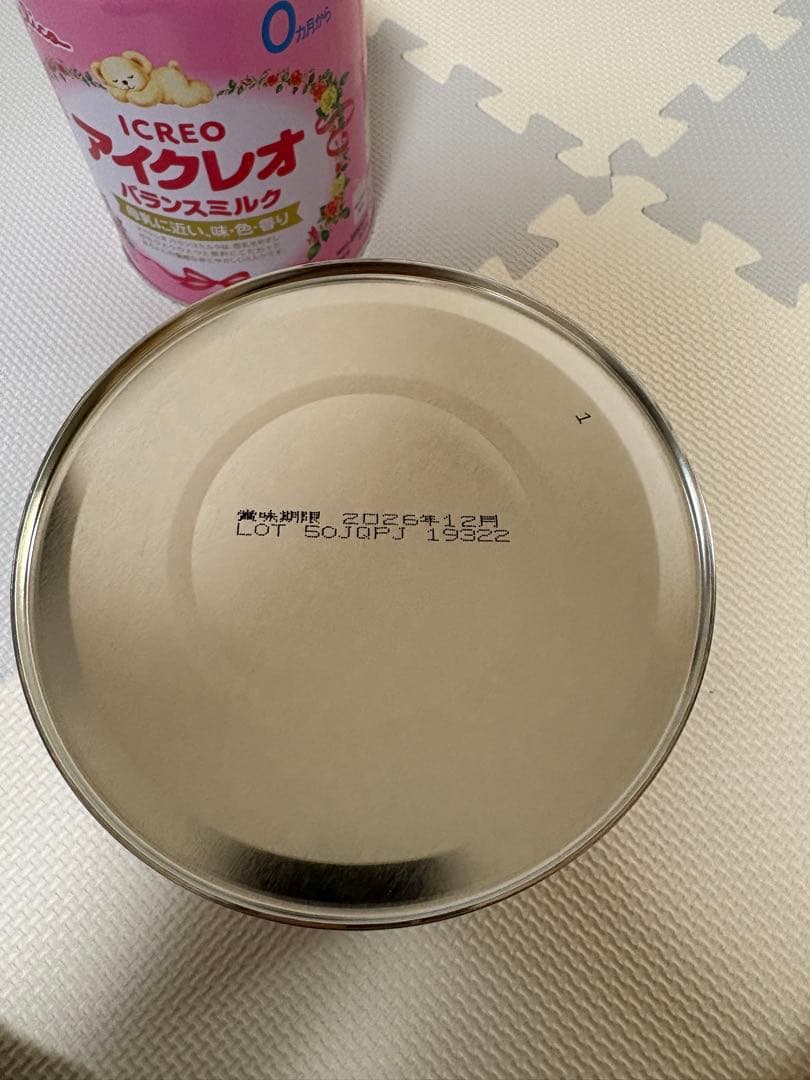 0ヵ月から
ICREO
アイクレオ
バランスミルク
母乳に近い、味・色・香り
1
賞味期限 2026年12月
LOT 5oJQPJ 19322